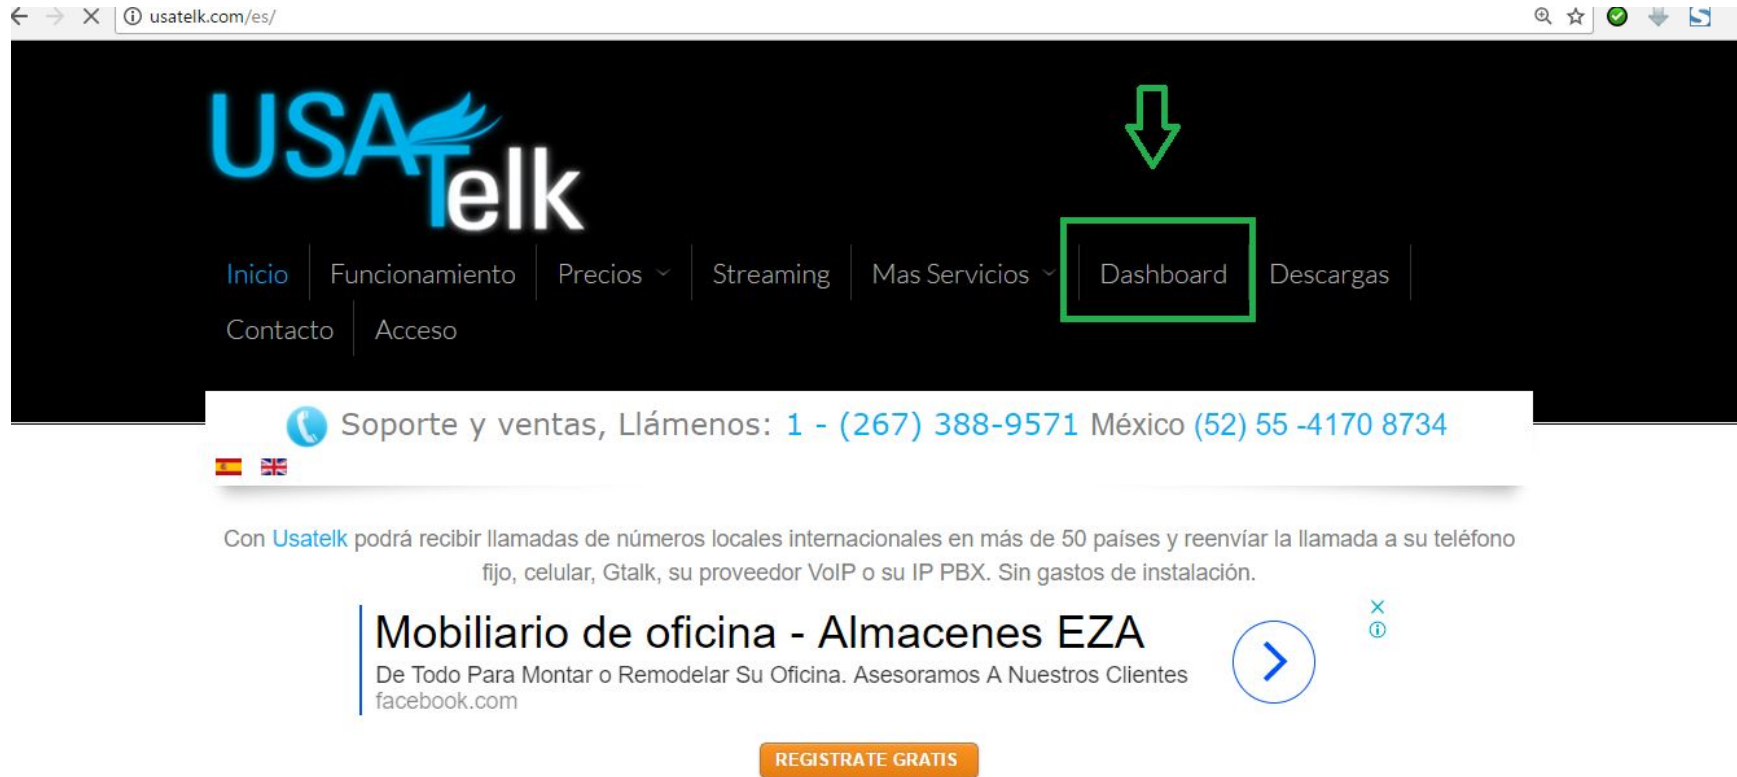 usatelk.com/es/
USATelk
Inicio Funcionamiento Precios Streaming Mas Servicios Dashboard Descargas
Contacto Acceso
Soporte y ventas, Llámenos: 1 - (267) 388-9571 México (52) 55 -4170 8734
Con Usatelk podrá recibir llamadas de números locales internacionales en más de 50 países y reenvíar la llamada a su teléfono
fijo, celular, Gtalk, su proveedor VoIP o su IP PBX. Sin gastos de instalación.
Mobiliario de oficina - Almacenes EZA
De Todo Para Montar o Remodelar Su Oficina. Asesoramos A Nuestros Clientes
facebook.com
REGISTRATE GRATIS